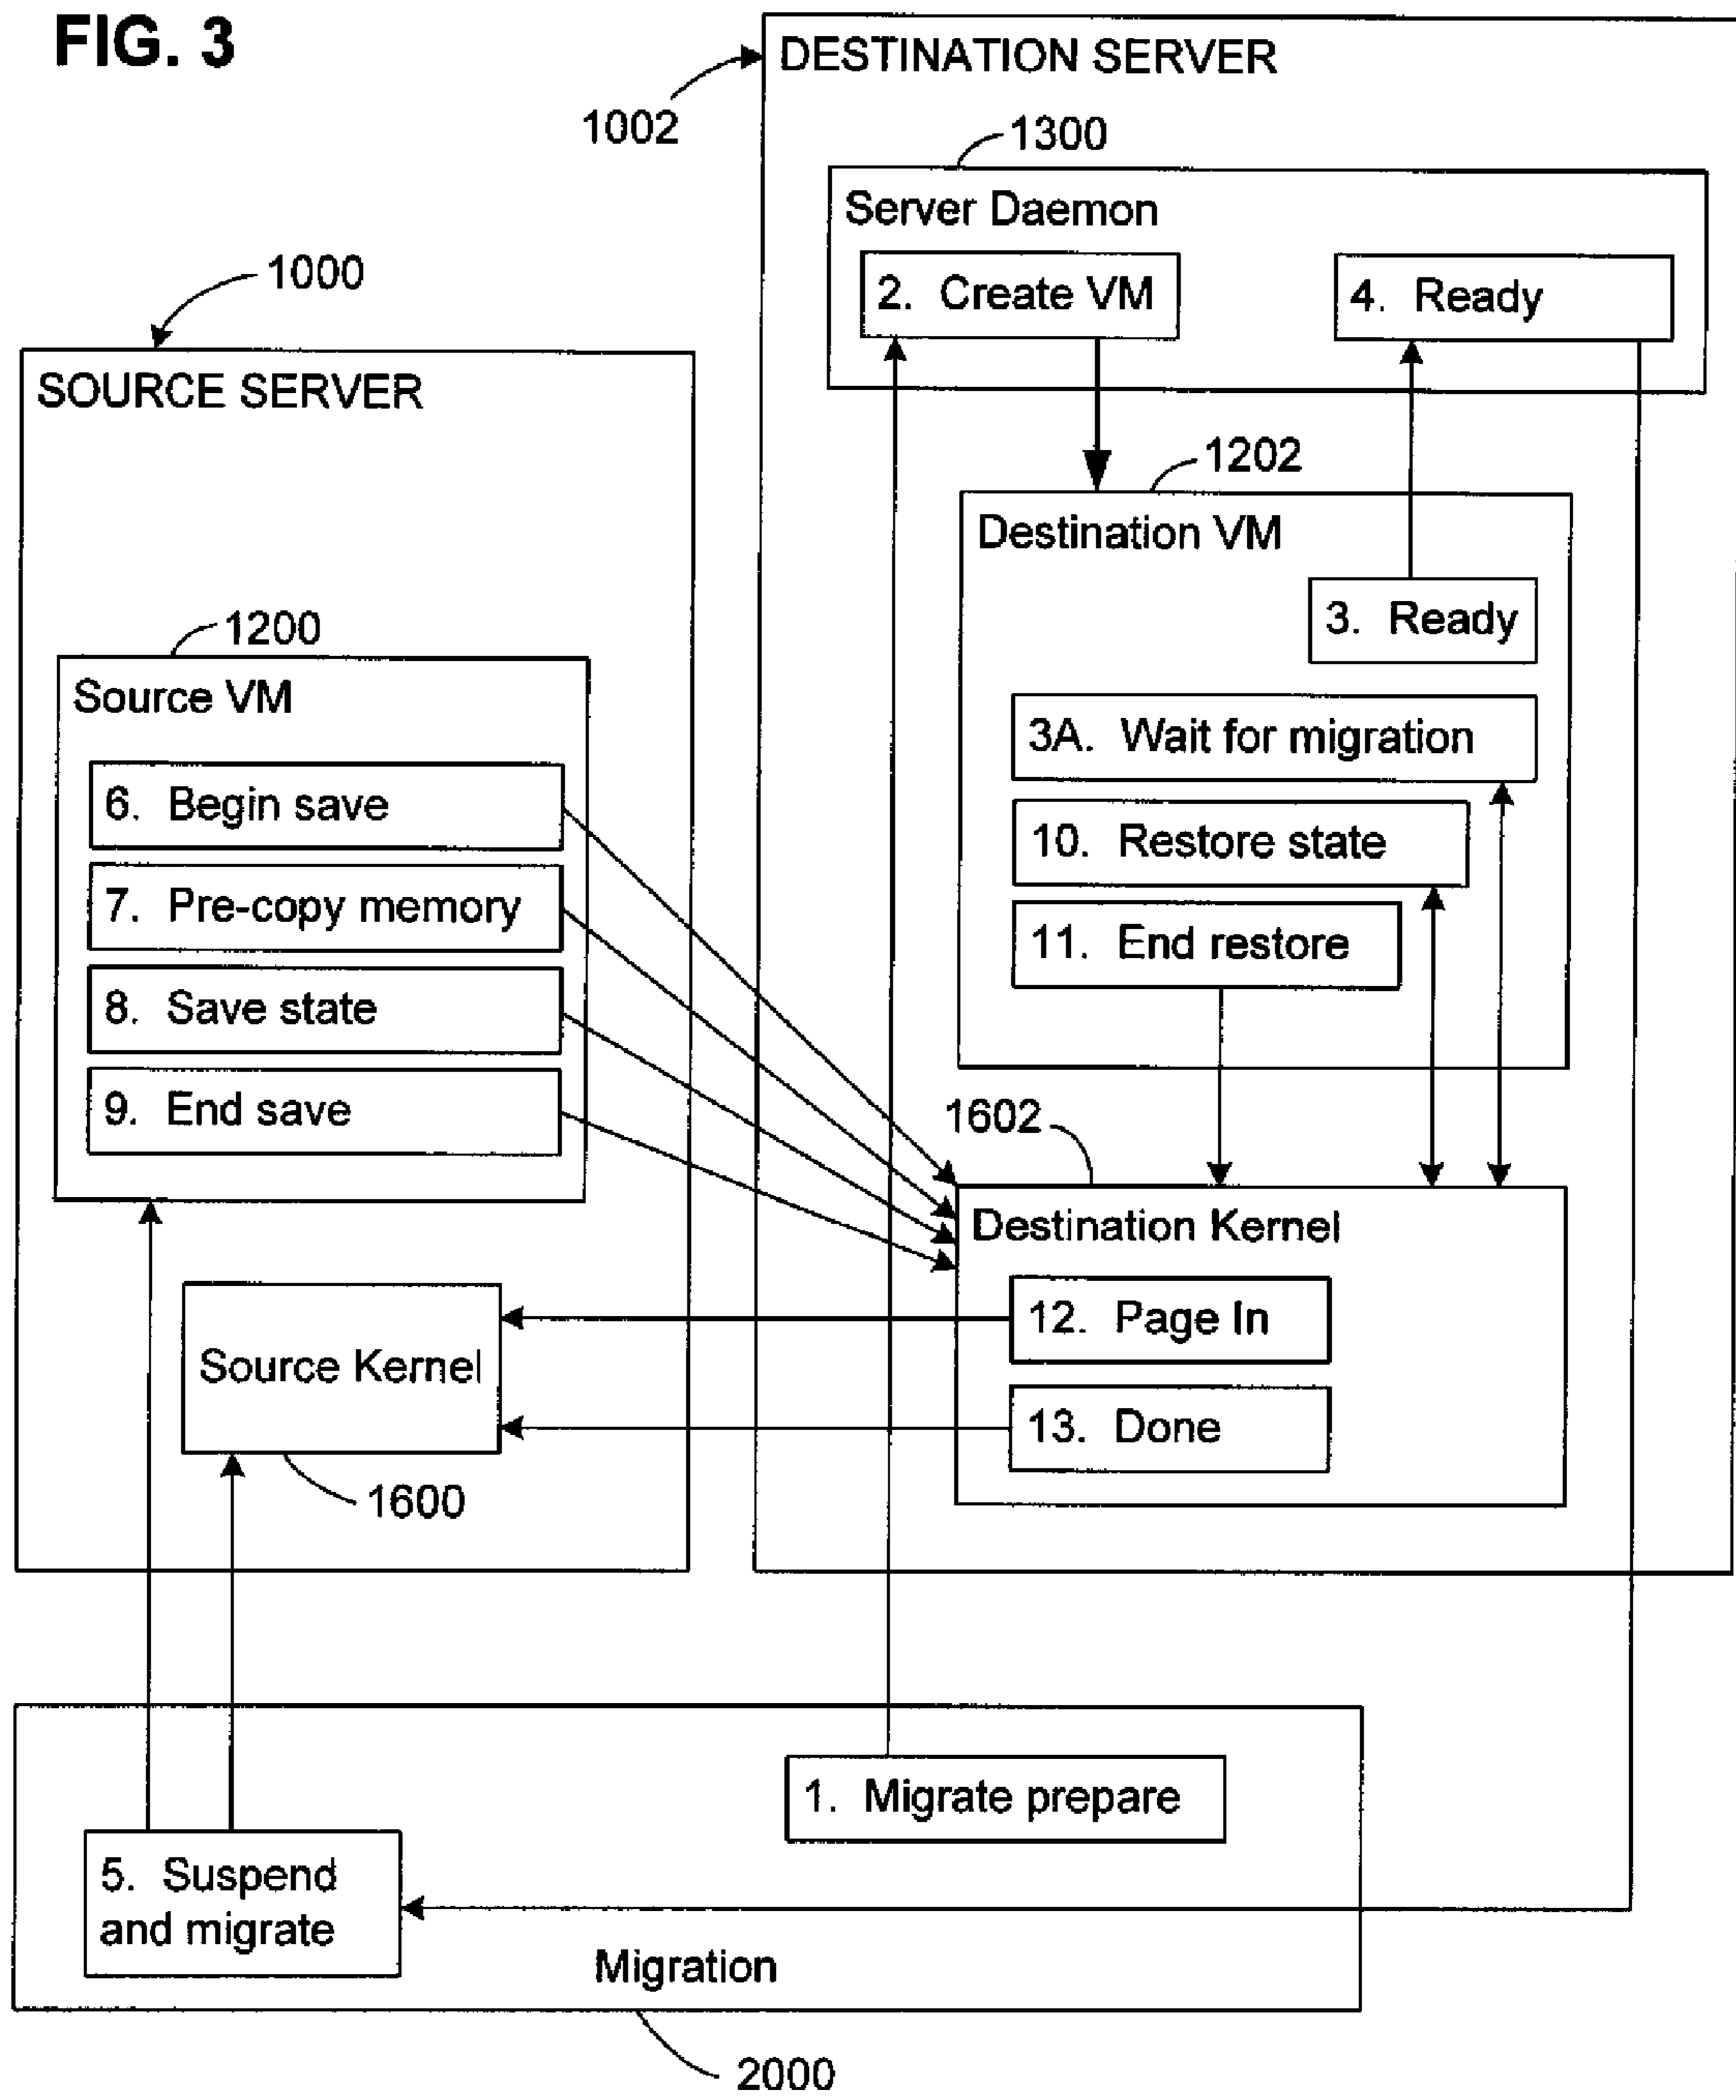 FIG. 3
DESTINATION SERVER
1002
1300
Server Daemon
2. Create VM
4. Ready
1000
SOURCE SERVER
1202
Destination VM
3. Ready
1200
Source VM
3A. Wait for migration
6. Begin save
10. Restore state
7. Pre-copy memory
11. End restore
8. Save state
9. End save
1602
Destination Kernel
12. Page In
Source Kernel
13. Done
1600
1. Migrate prepare
5. Suspend
and migrate
Migration
2000